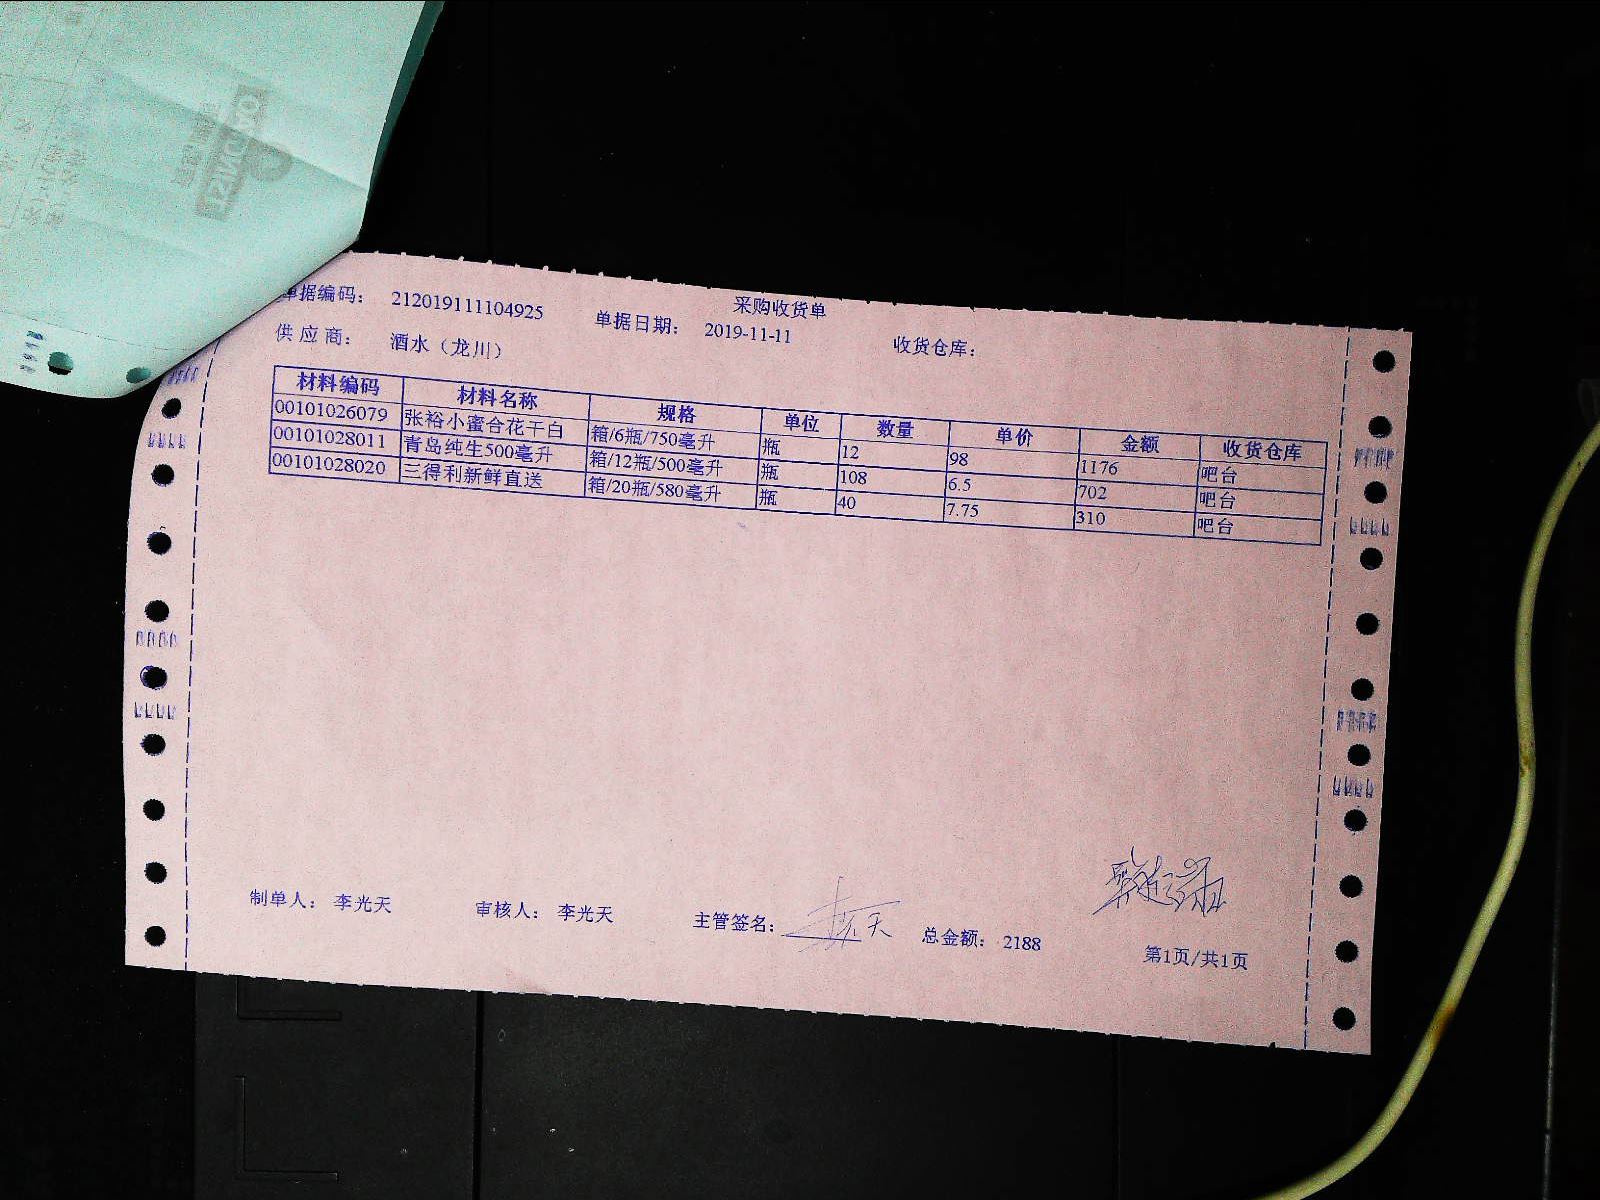 采购收货单
单据编码： 212019111104925 单据日期： 2019-11-11 收货仓库：
供应商： 酒水（龙川）
材料编码 材料名称 规格 单位 数量 单价 金额 收货仓库
00101026079 张裕小蜜合花干白 箱/6瓶/750毫升 瓶 12 98 1176 吧台
00101028011 青岛纯生500毫升 箱/12瓶/500毫升 瓶 108 6.5 702 吧台
00101028020 三得利新鲜直送 箱/20瓶/580毫升 瓶 40 7.75 310 吧台
制单人： 李光天 审核人： 李光天 主管签名： 总金额： 2188
第1页/共1页